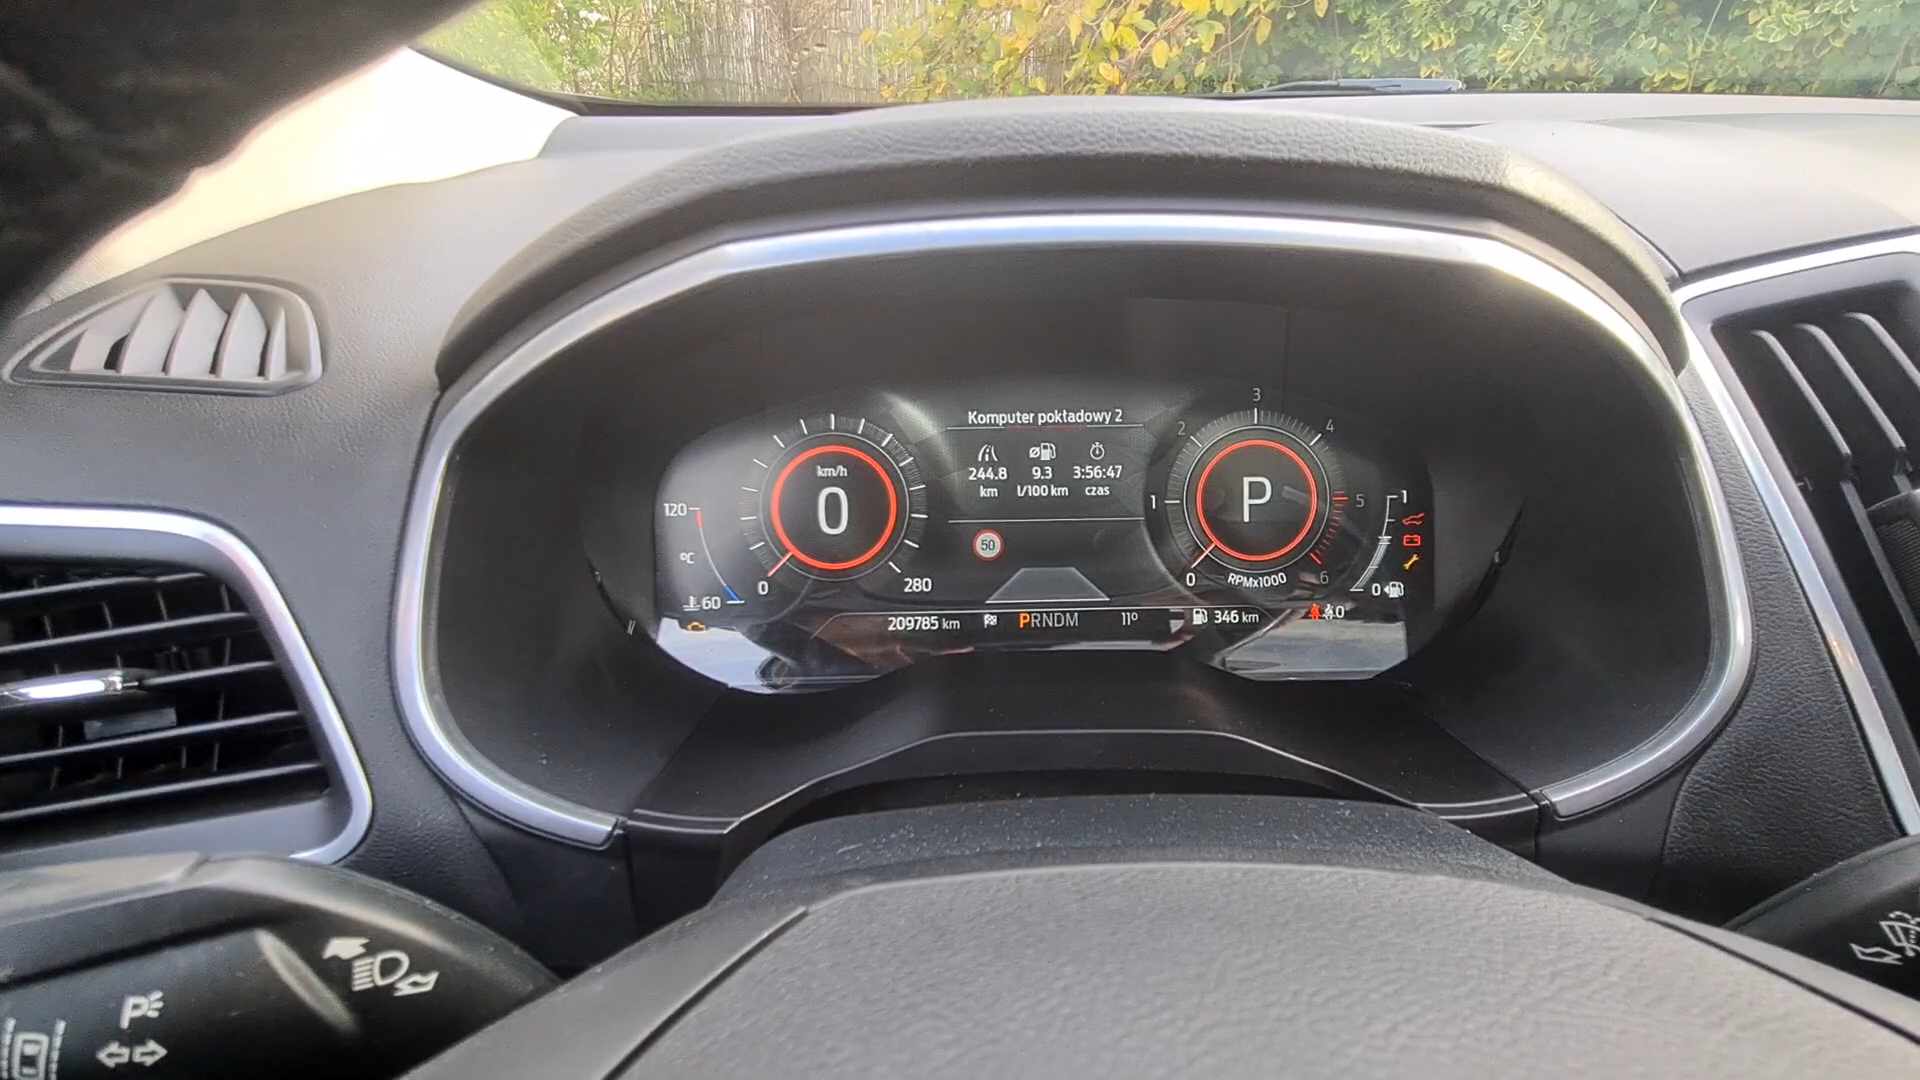 Komputer pokładowy 2
244.8 9.3 3:56:47
km l/100 km czas
50
km/h
0
0
280
120
°C
60
P
0
1
2
3
4
5
6
RPMx1000
1
0
209785 km PRNDM 11° 346 km 0
P